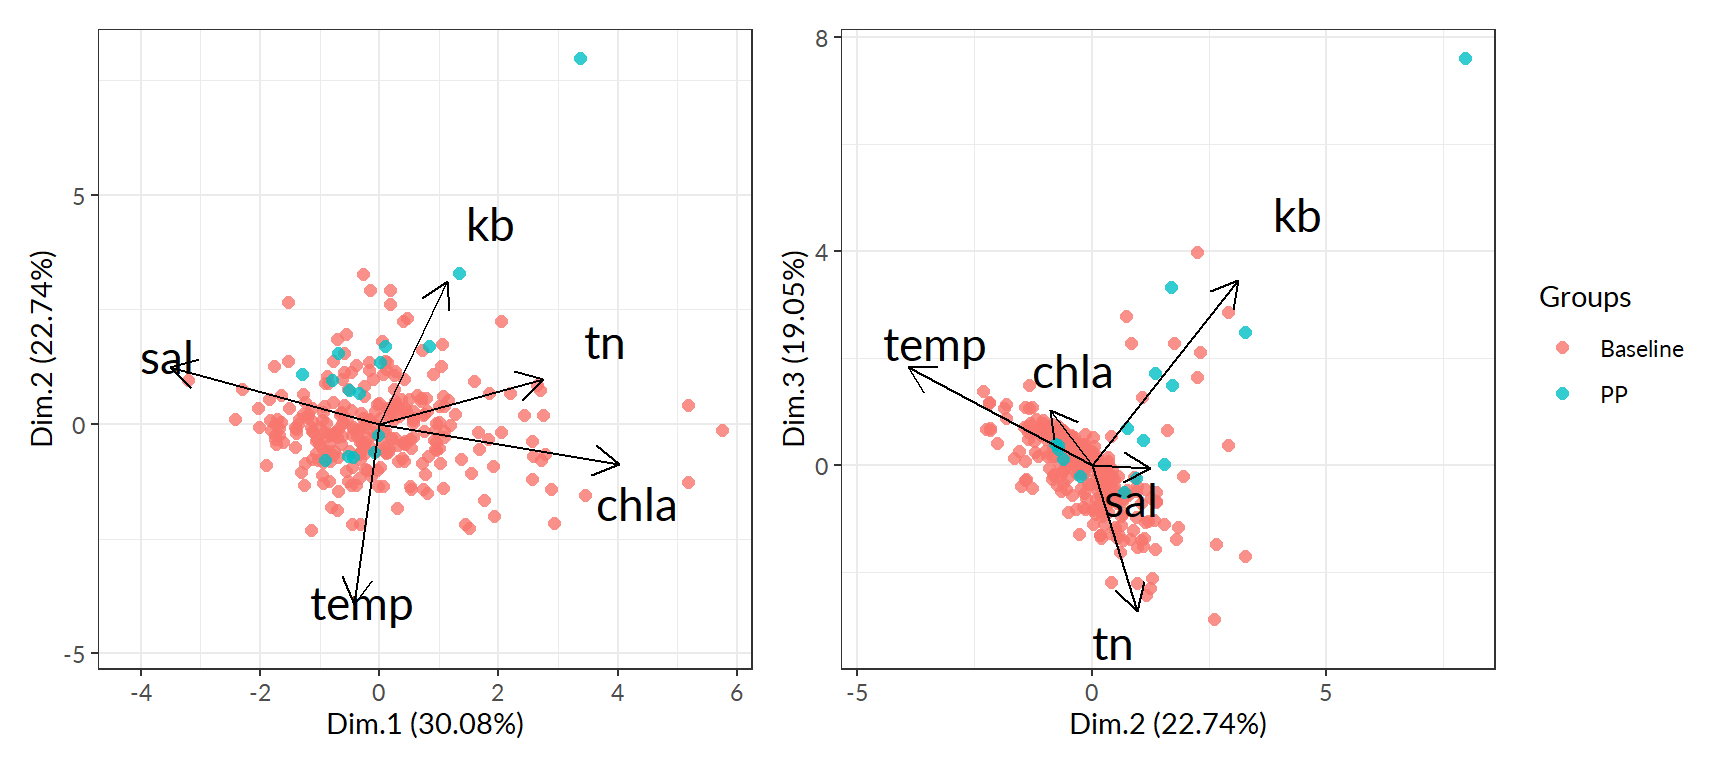 Dim.2 (22.74%)
5
0
-5
kb
sal
tn
chla
temp
-4
-2
0
2
4
6
Dim.1 (30.08%)
Dim.3 (19.05%)
8
4
0
kb
temp
chla
sal
tn
-5
0
5
Dim.2 (22.74%)
Groups
Baseline
PP